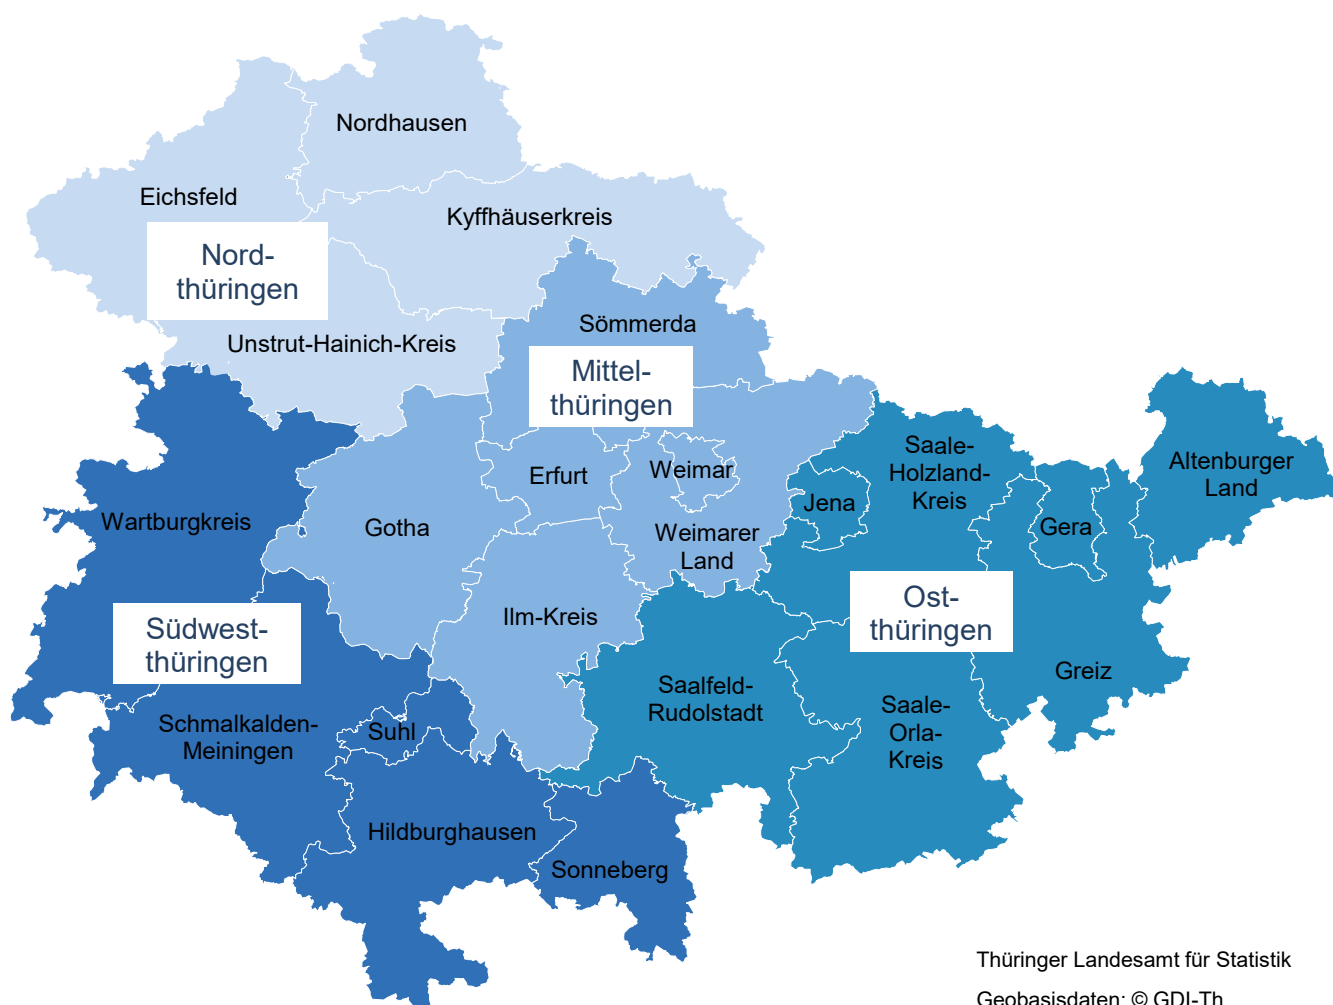 Nordhausen
Eichsfeld
Kyffhäuserkreis
Nord-
thüringen
Sömmerda
Unstrut-Hainich-Kreis
Mittel-
thüringen
Saale-
Holzland-
Kreis
Altenburger
Land
Erfurt
Weimar
Jena
Wartburgkreis
Gotha
Gera
Weimarer
Land
Ilm-Kreis
Ost-
thüringen
Südwest-
thüringen
Greiz
Saalfeld-
Rudolstadt
Saale-
Orla-
Kreis
Schmalkalden-
Meiningen
Suhl
Hildburghausen
Sonneberg
Thüringer Landesamt für Statistik
Geobasisdaten: © GDI-Th